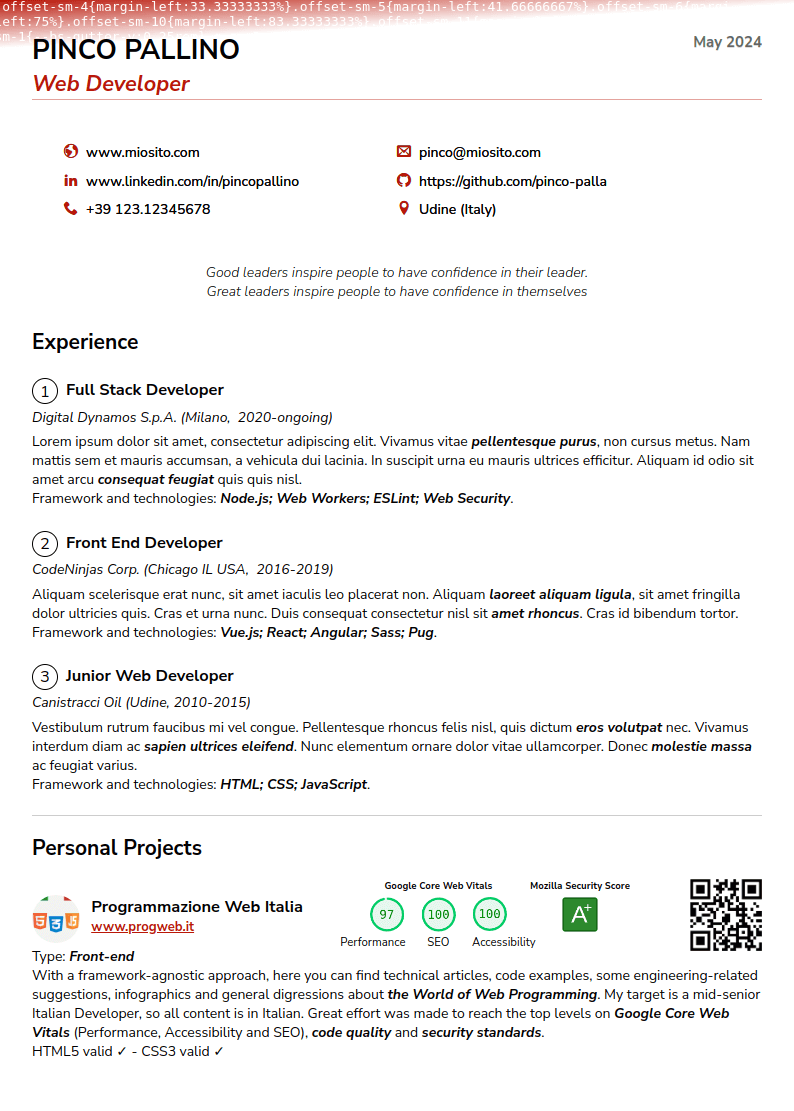 offset-sm-4{margin-left:33.33333333%}.offset-sm-5{margin-left:41.66666667%}.offset-sm-6{margin-
left:75%}.offset-sm-10{margin-left:83.33333333%}
PINCO PALLINO
May 2024
Web Developer
www.miosito.com
pinco@miosito.com
www.linkedin.com/in/pincopallino
https://github.com/pinco-palla
+39 123.12345678
Udine (Italy)
Good leaders inspire people to have confidence in their leader.
Great leaders inspire people to have confidence in themselves
Experience
1 Full Stack Developer
Digital Dynamos S.p.A. (Milano, 2020-ongoing)
Lorem ipsum dolor sit amet, consectetur adipiscing elit. Vivamus vitae pellentesque purus, non cursus metus. Nam
mattis sem et mauris accumsan, a vehicula dui lacinia. In suscipit urna eu mauris ultrices efficitur. Aliquam id odio sit
amet arcu consequat feugiat quis quis nisl.
Framework and technologies: Node.js; Web Workers; ESLint; Web Security.
2 Front End Developer
CodeNinjas Corp. (Chicago IL USA, 2016-2019)
Aliquam scelerisque erat nunc, sit amet iaculis leo placerat non. Aliquam laoreet aliquam ligula, sit amet fringilla
dolor ultricies quis. Cras et urna nunc. Duis consequat consectetur nisl sit amet rhoncus. Cras id bibendum tortor.
Framework and technologies: Vue.js; React; Angular; Sass; Pug.
3 Junior Web Developer
Canistracci Oil (Udine, 2010-2015)
Vestibulum rutrum faucibus mi vel congue. Pellentesque rhoncus felis nisl, quis dictum eros volutpat nec. Vivamus
interdum diam ac sapien ultrices eleifend. Nunc elementum ornare dolor vitae ullamcorper. Donec molestie massa
ac feugiat varius.
Framework and technologies: HTML; CSS; JavaScript.
Personal Projects
Google Core Web Vitals
Mozilla Security Score
Programmazione Web Italia
www.progweb.it
97 100 100
A+
Performance SEO Accessibility
Type: Front-end
With a framework-agnostic approach, here you can find technical articles, code examples, some engineering-related
suggestions, infographics and general digressions about the World of Web Programming. My target is a mid-senior
Italian Developer, so all content is in Italian. Great effort was made to reach the top levels on Google Core Web
Vitals (Performance, Accessibility and SEO), code quality and security standards.
HTML5 valid ✓ - CSS3 valid ✓